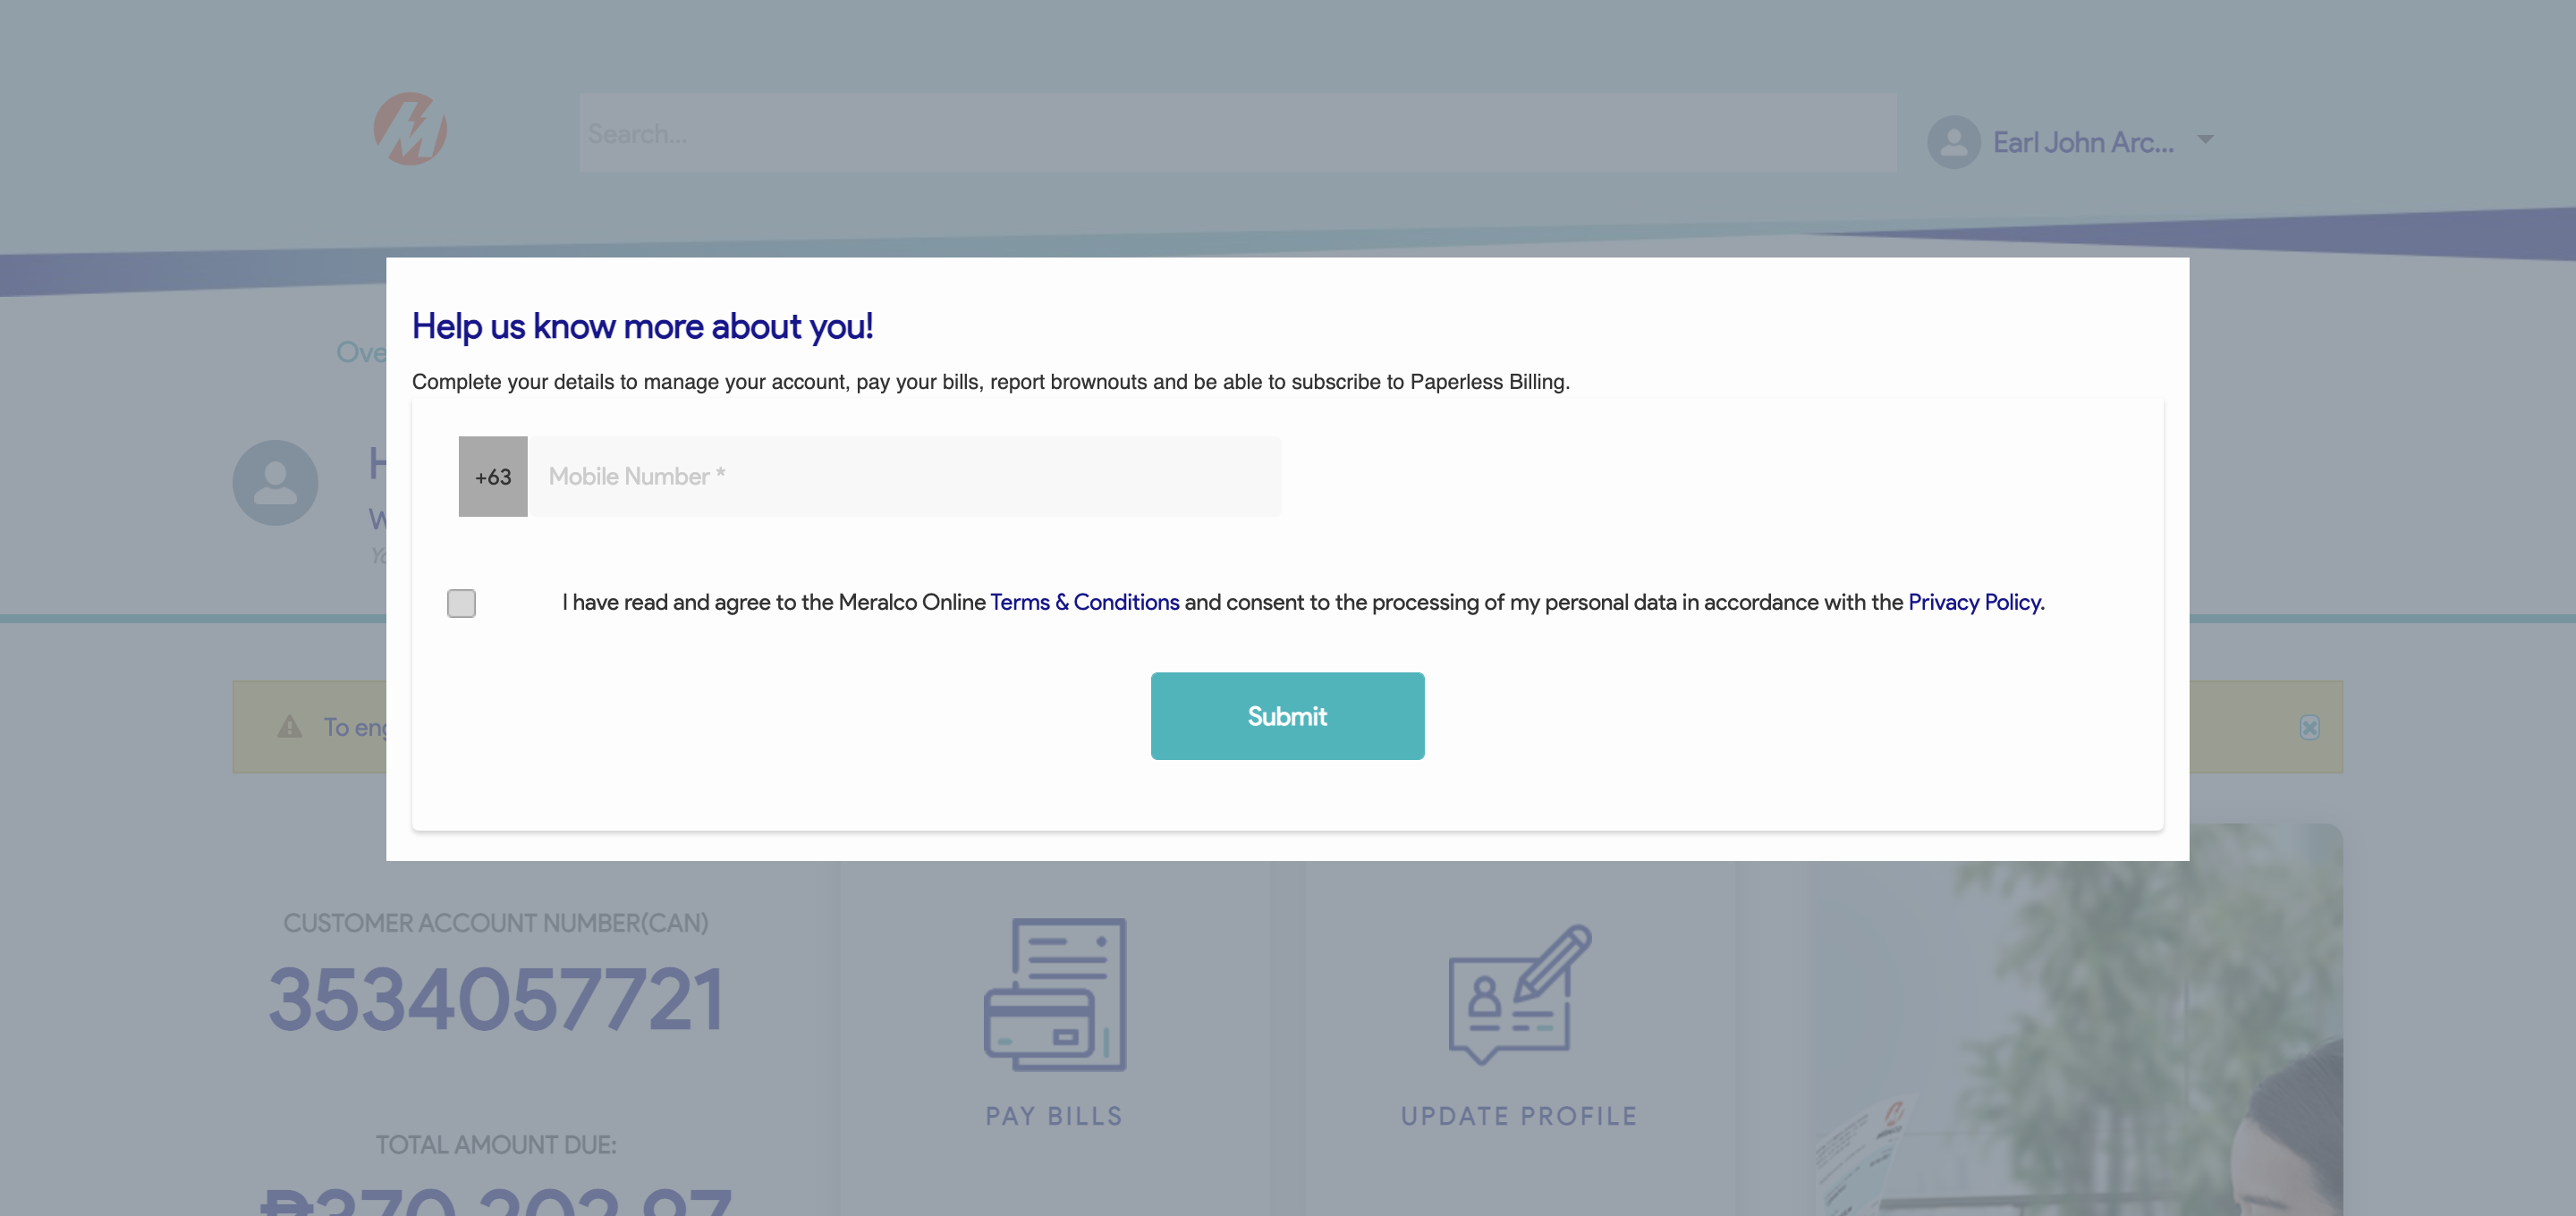 Search...
Earl John Arc...
Help us know more about you!
Complete your details to manage your account, pay your bills, report brownouts and be able to subscribe to Paperless Billing.
+63 Mobile Number *
I have read and agree to the Meralco Online Terms & Conditions and consent to the processing of my personal data in accordance with the Privacy Policy.
To
Submit
CUSTOMER ACCOUNT NUMBER(CAN)
3534057721
PAY BILLS
UPDATE PROFILE
TOTAL AMOUNT DUE:
₱370,202.97